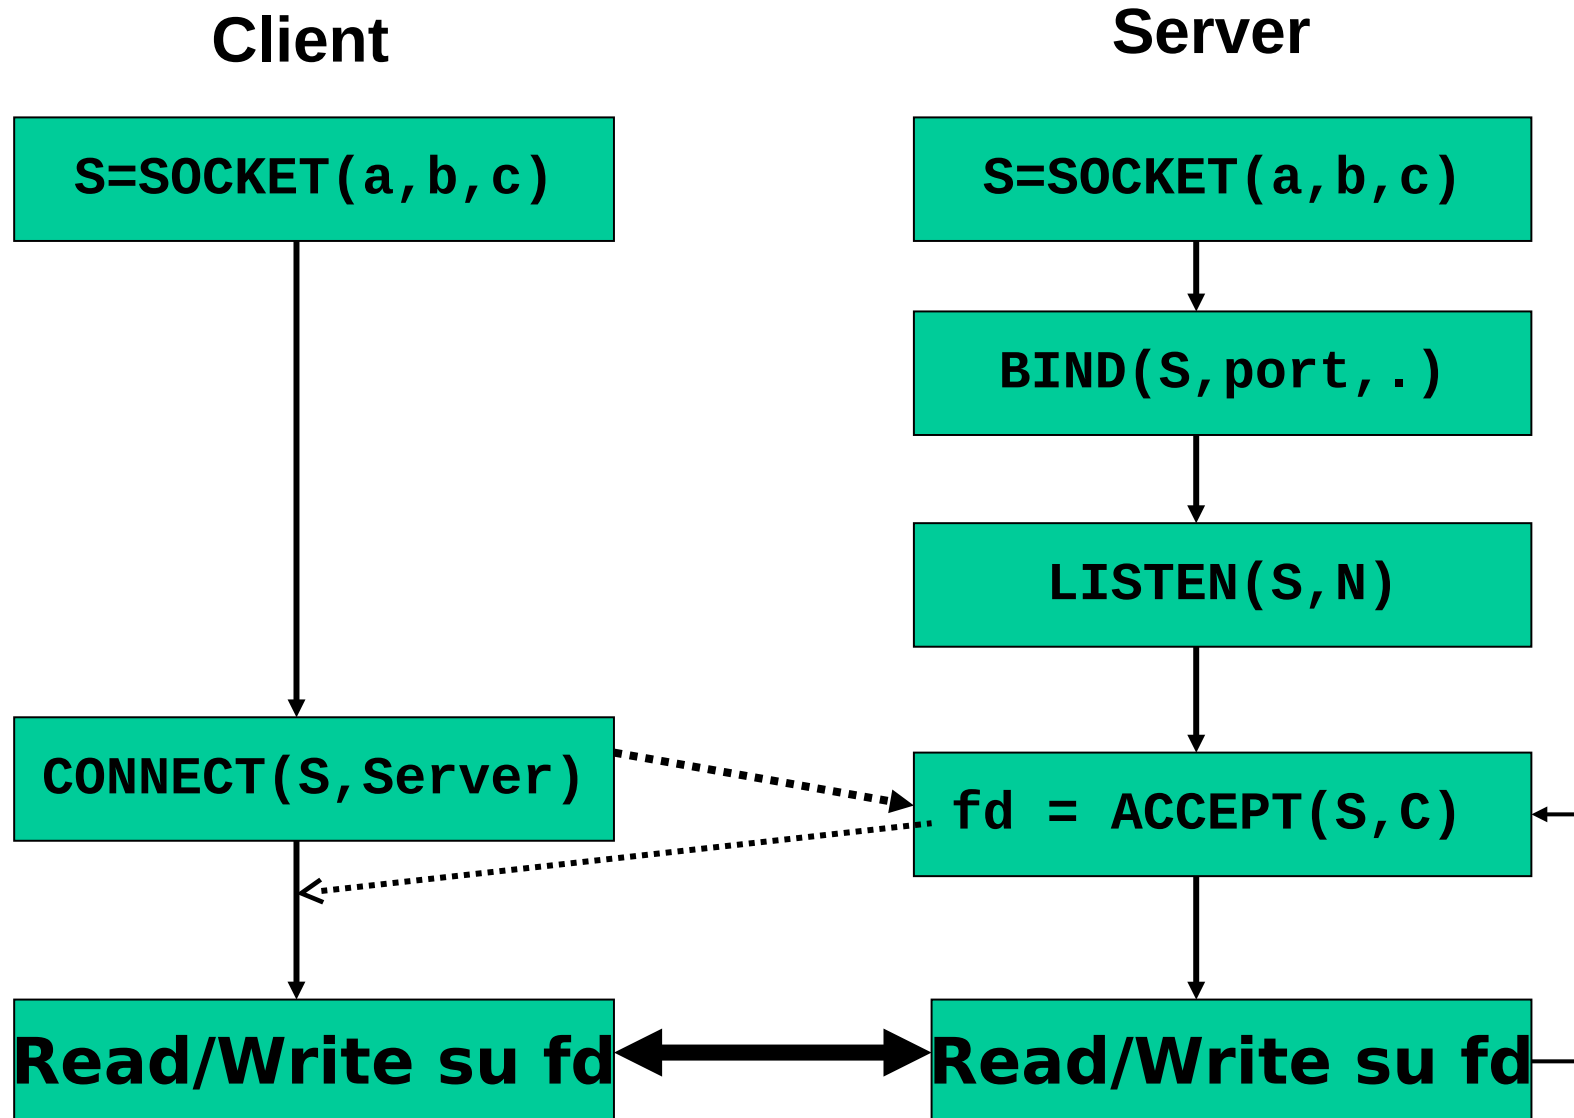 Client
Server
S=SOCKET(a,b,c)
S=SOCKET(a,b,c)
BIND(S,port,.)
LISTEN(S,N)
CONNECT(S,Server)
fd = ACCEPT(S,C)
Read/Write su fd
Read/Write su fd